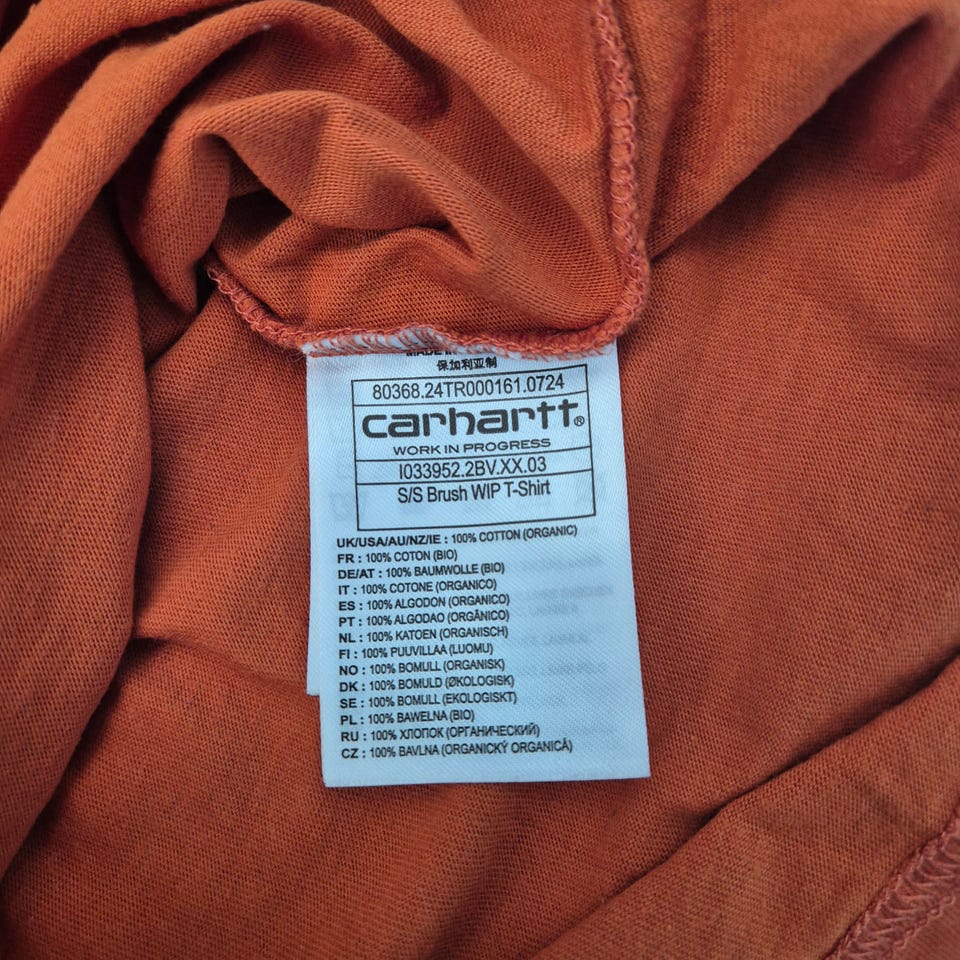 MADE IN
保加利亚制
80368.24TR000161.0724
carhartt®
WORK IN PROGRESS
I033952.2BV.XX.03
S/S Brush WIP T-Shirt
UK/USA/AU/NZ/IE : 100% COTTON (ORGANIC)
FR : 100% COTON (BIO)
DE/AT : 100% BAUMWOLLE (BIO)
IT : 100% COTONE (ORGANICO)
ES : 100% ALGODON (ORGANICO)
PT : 100% ALGODAO (ORGÂNICO)
NL : 100% KATOEN (ORGANISCH)
FI : 100% PUUVILLAA (LUOMU)
NO : 100% BOMULL (ORGANISK)
DK : 100% BOMULD (ØKOLOGISK)
SE : 100% BOMULL (EKOLOGISKT)
PL : 100% BAWELNA (BIO)
RU : 100% ХЛОПОК (ОРГАНИЧЕСКИЙ)
CZ : 100% BAVLNA (ORGANICKÝ ORGANICÁ)